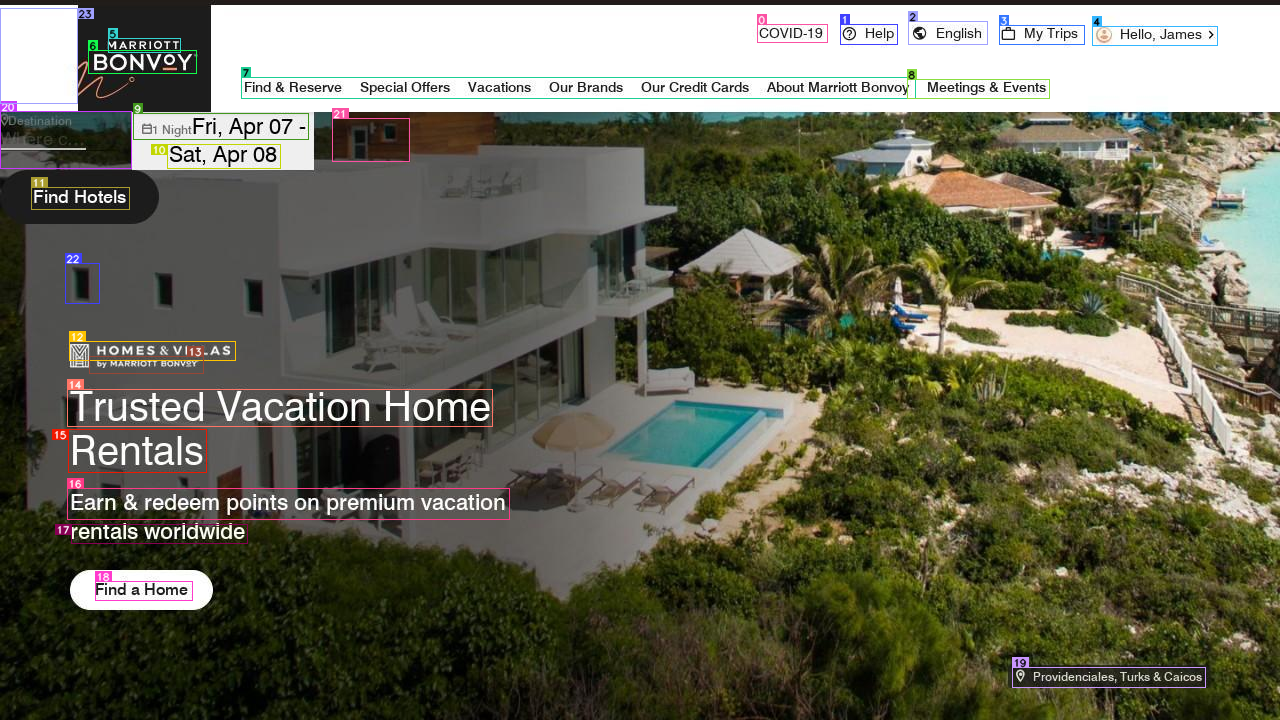 COVID-19
Help
English
My Trips
Hello, James
MARRIOTT
BONVOY
Find & Reserve
Special Offers
Vacations
Our Brands
Our Credit Cards
About Marriott Bonvoy
Meetings & Events
Destination
Where c...
1 Night
Fri, Apr 07 -
Sat, Apr 08
Find Hotels
HOMES & VILLAS
by MARRIOTT BONVOY
Trusted Vacation Home
Rentals
Earn & redeem points on premium vacation
rentals worldwide
Find a Home
Providenciales, Turks & Caicos
0
1
2
3
4
5
6
7
8
9
10
11
12
13
14
15
16
17
18
19
20
21
22
23